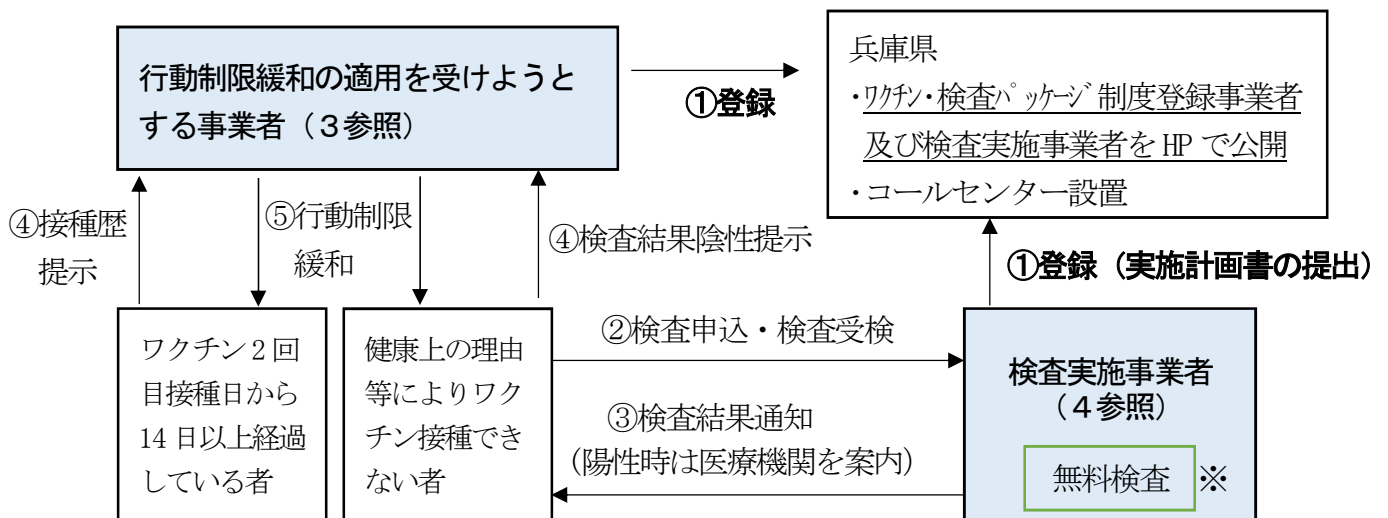 行動制限緩和の適用を受けようと
する事業者（３参照）
①登録
兵庫県
・ﾜｸﾁﾝ・検査ﾊﾟｯｹｰｼﾞ制度登録事業者
及び検査実施事業者を HP で公開
・コールセンター設置
④接種歴
提示
⑤行動制限
緩和
④検査結果陰性提示
①登録（実施計画書の提出）
ワクチン２回
目接種日から
14 日以上経過
している者
健康上の理由
等によりワク
チン接種でき
ない者
②検査申込・検査受検
③検査結果通知
（陽性時は医療機関を案内）
検査実施事業者
（４参照）
無料検査 ※